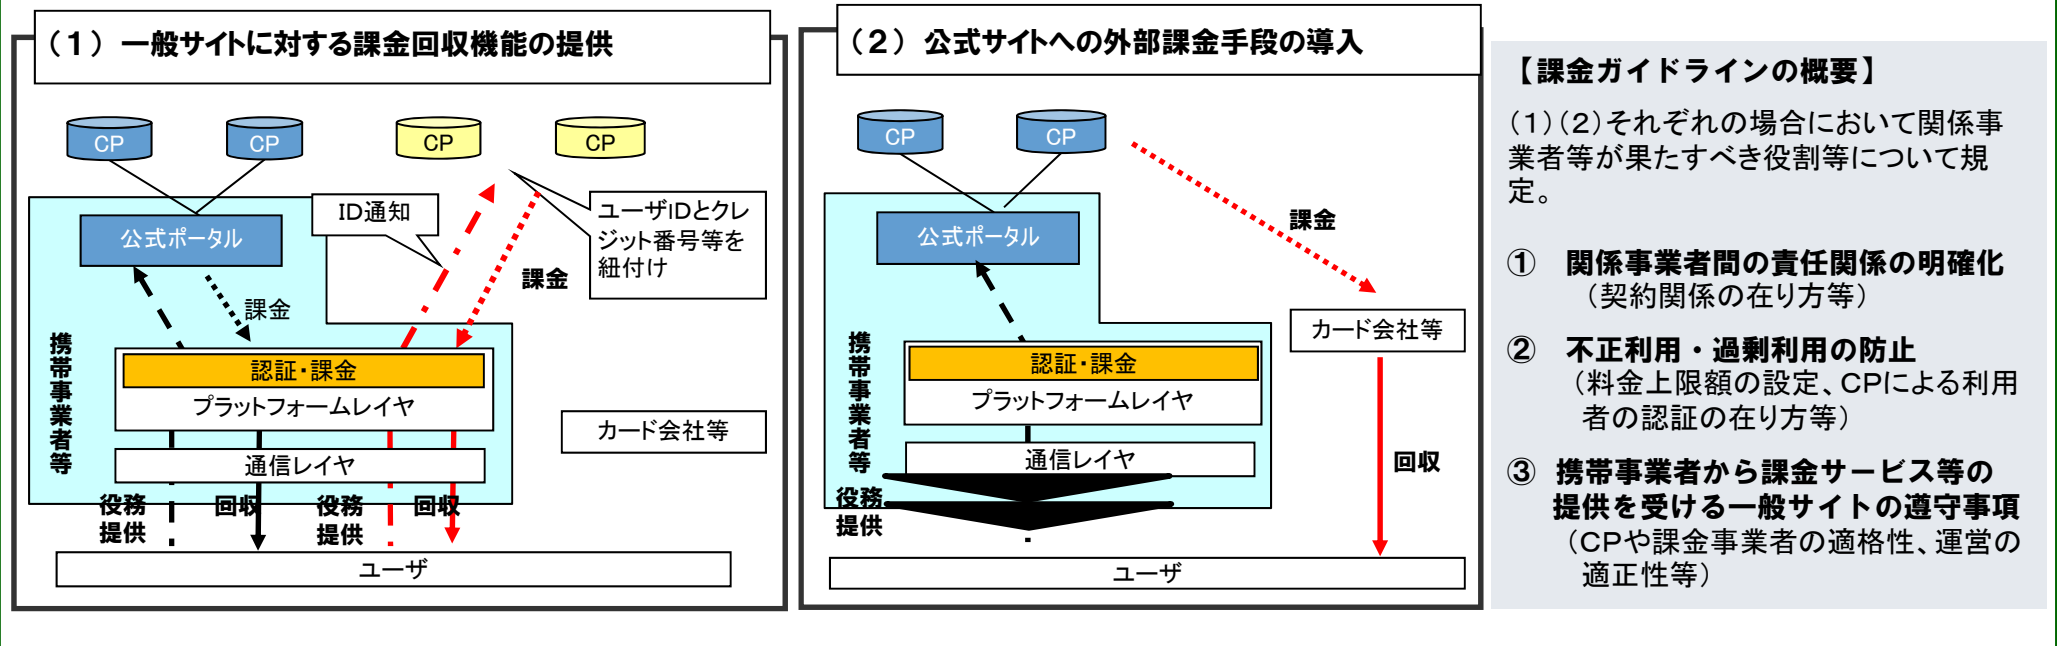 （１）一般サイトに対する課金回収機能の提供
CP
CP
CP
CP
ID通知
ユーザIDとクレ
ジット番号等を
紐付け
公式ポータル
課金
課金
携帯事業者等
認証・課金
プラットフォームレイヤ
カード会社等
通信レイヤ
役務
提供
回収
役務
提供
回収
ユーザ
（２）公式サイトへの外部課金手段の導入
CP
CP
課金
公式ポータル
カード会社等
携帯事業者等
認証・課金
プラットフォームレイヤ
通信レイヤ
回収
役務
提供
ユーザ
【課金ガイドラインの概要】
（１）（２）それぞれの場合において関係事
業者等が果たすべき役割等について規
定。
① 関係事業者間の責任関係の明確化
（契約関係の在り方等）
② 不正利用・過剰利用の防止
（料金上限額の設定、CPによる利用
者の認証の在り方等）
③ 携帯事業者から課金サービス等の
提供を受ける一般サイトの遵守事項
（CPや課金事業者の適格性、運営の
適正性等）